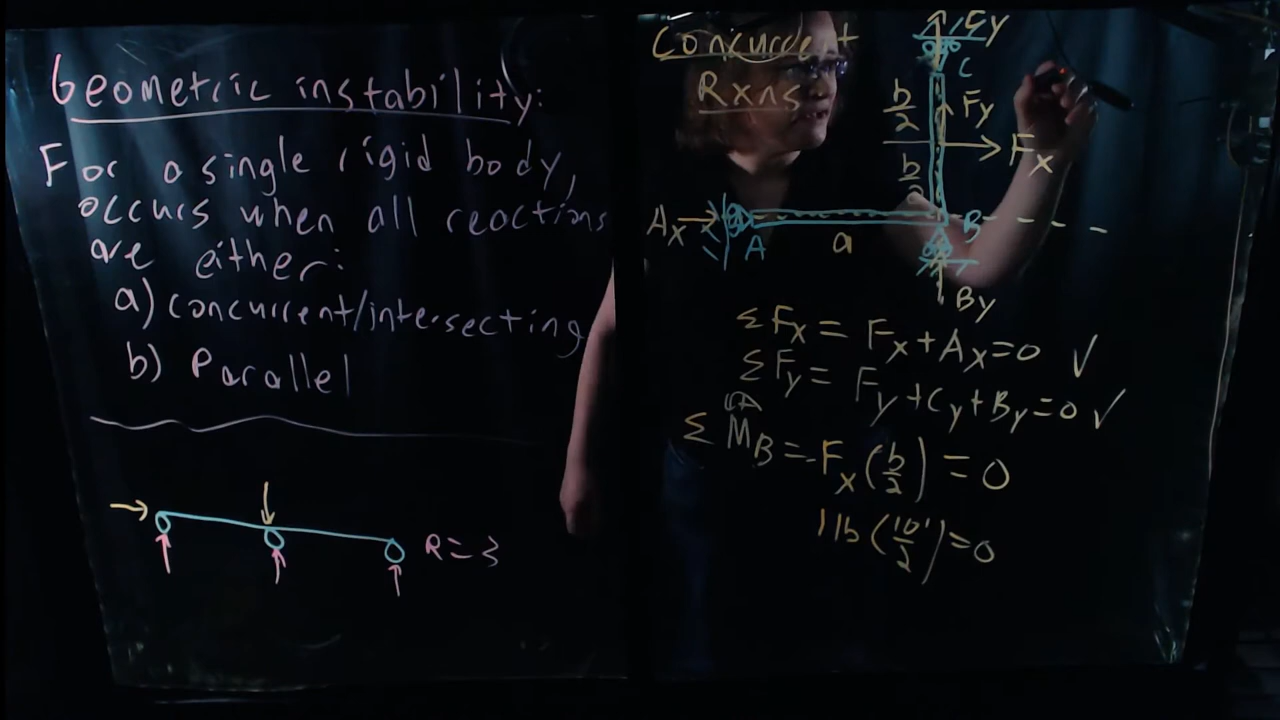 Geometric instability:
For a single rigid body,
occurs when all reactions
are either:
a) concurrent/intersecting
b) Parallel
R=3
Concurrent
Rxns
Cy
C
b/2
Fy
Fx
b/2
Ax
A
a
B
By
ΣFx = Fx+Ax=0 ✓
ΣFy = Fy+Cy+By=0 ✓
ΣMB = -Fx(b/2) = 0
1lb(10'/2)=0